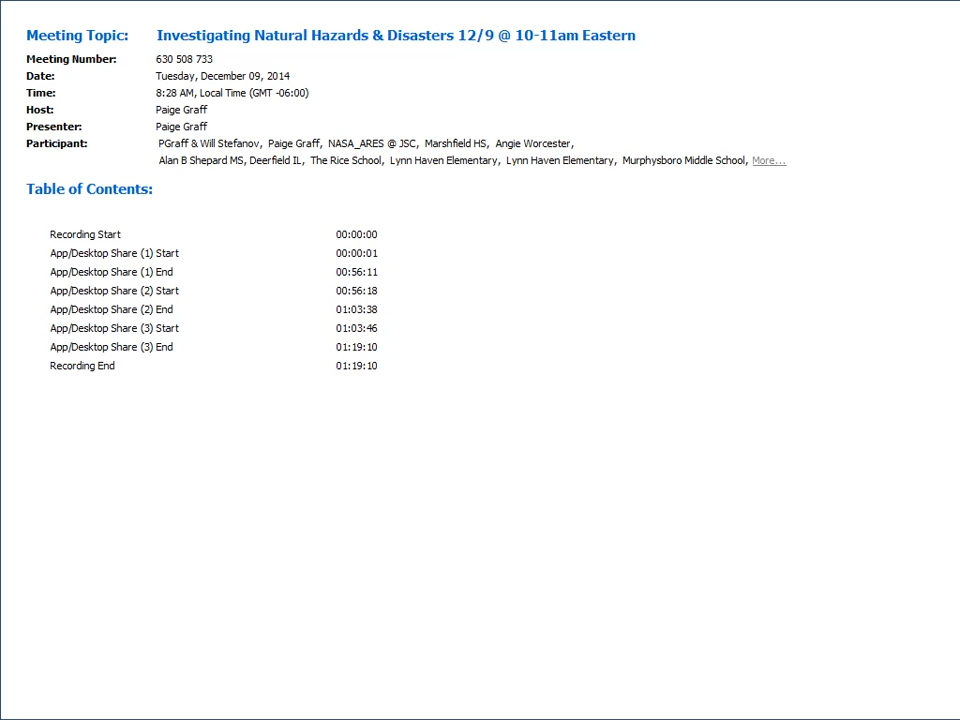 Meeting Topic: Investigating Natural Hazards & Disasters 12/9 @ 10-11am Eastern
Meeting Number: 630 508 733
Date: Tuesday, December 09, 2014
Time: 8:28 AM, Local Time (GMT -06:00)
Host: Paige Graff
Presenter: Paige Graff
Participant: PGraff & Will Stefanov, Paige Graff, NASA_ARES @ JSC, Marshfield HS, Angie Worcester,
Alan B Shepard MS, Deerfield IL, The Rice School, Lynn Haven Elementary, Lynn Haven Elementary, Murphysboro Middle School, More...
Table of Contents:
Recording Start 00:00:00
App/Desktop Share (1) Start 00:00:01
App/Desktop Share (1) End 00:56:11
App/Desktop Share (2) Start 00:56:18
App/Desktop Share (2) End 01:03:38
App/Desktop Share (3) Start 01:03:46
App/Desktop Share (3) End 01:19:10
Recording End 01:19:10